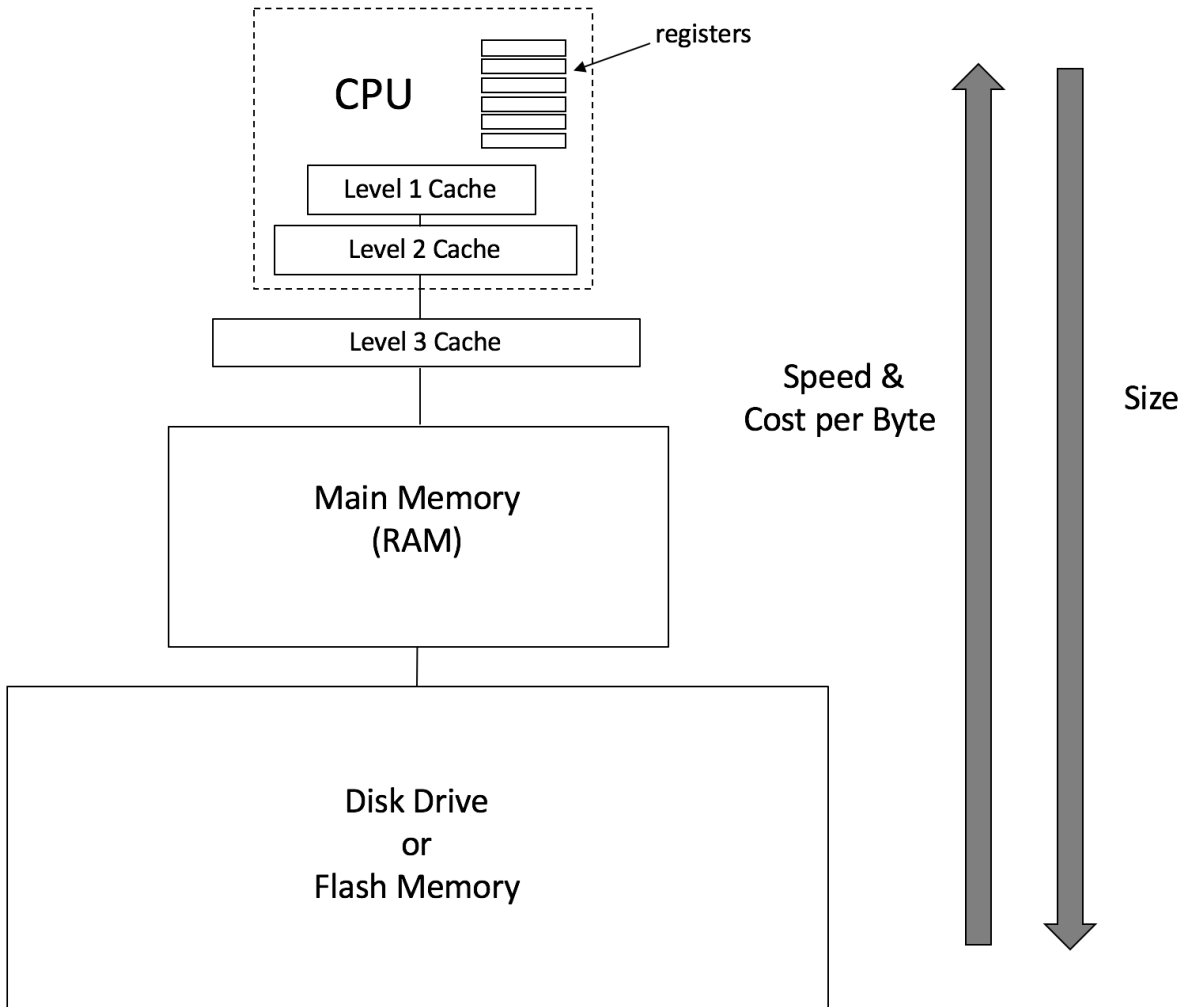 registers
CPU
Level 1 Cache
Level 2 Cache
Level 3 Cache
Main Memory
(RAM)
Disk Drive
or
Flash Memory
Speed &
Cost per Byte
Size